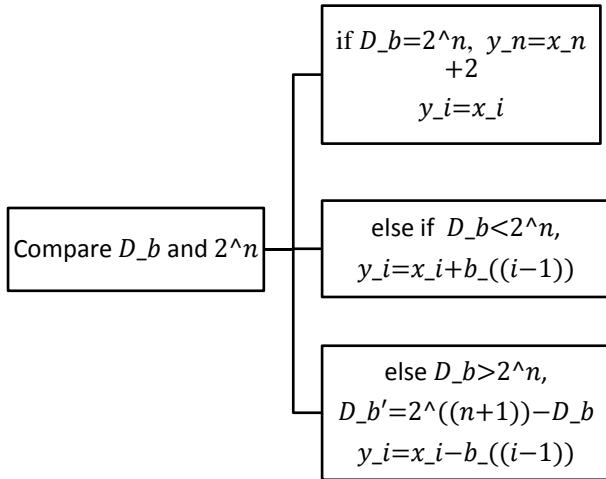 if D_b=2^n, y_n=x_n
+2
y_i=x_i
Compare D_b and 2^n
else if D_b<2^n,
y_i=x_i+b_((i−1))
else D_b>2^n,
D_b′=2^((n+1))−D_b
y_i=x_i−b_((i−1))